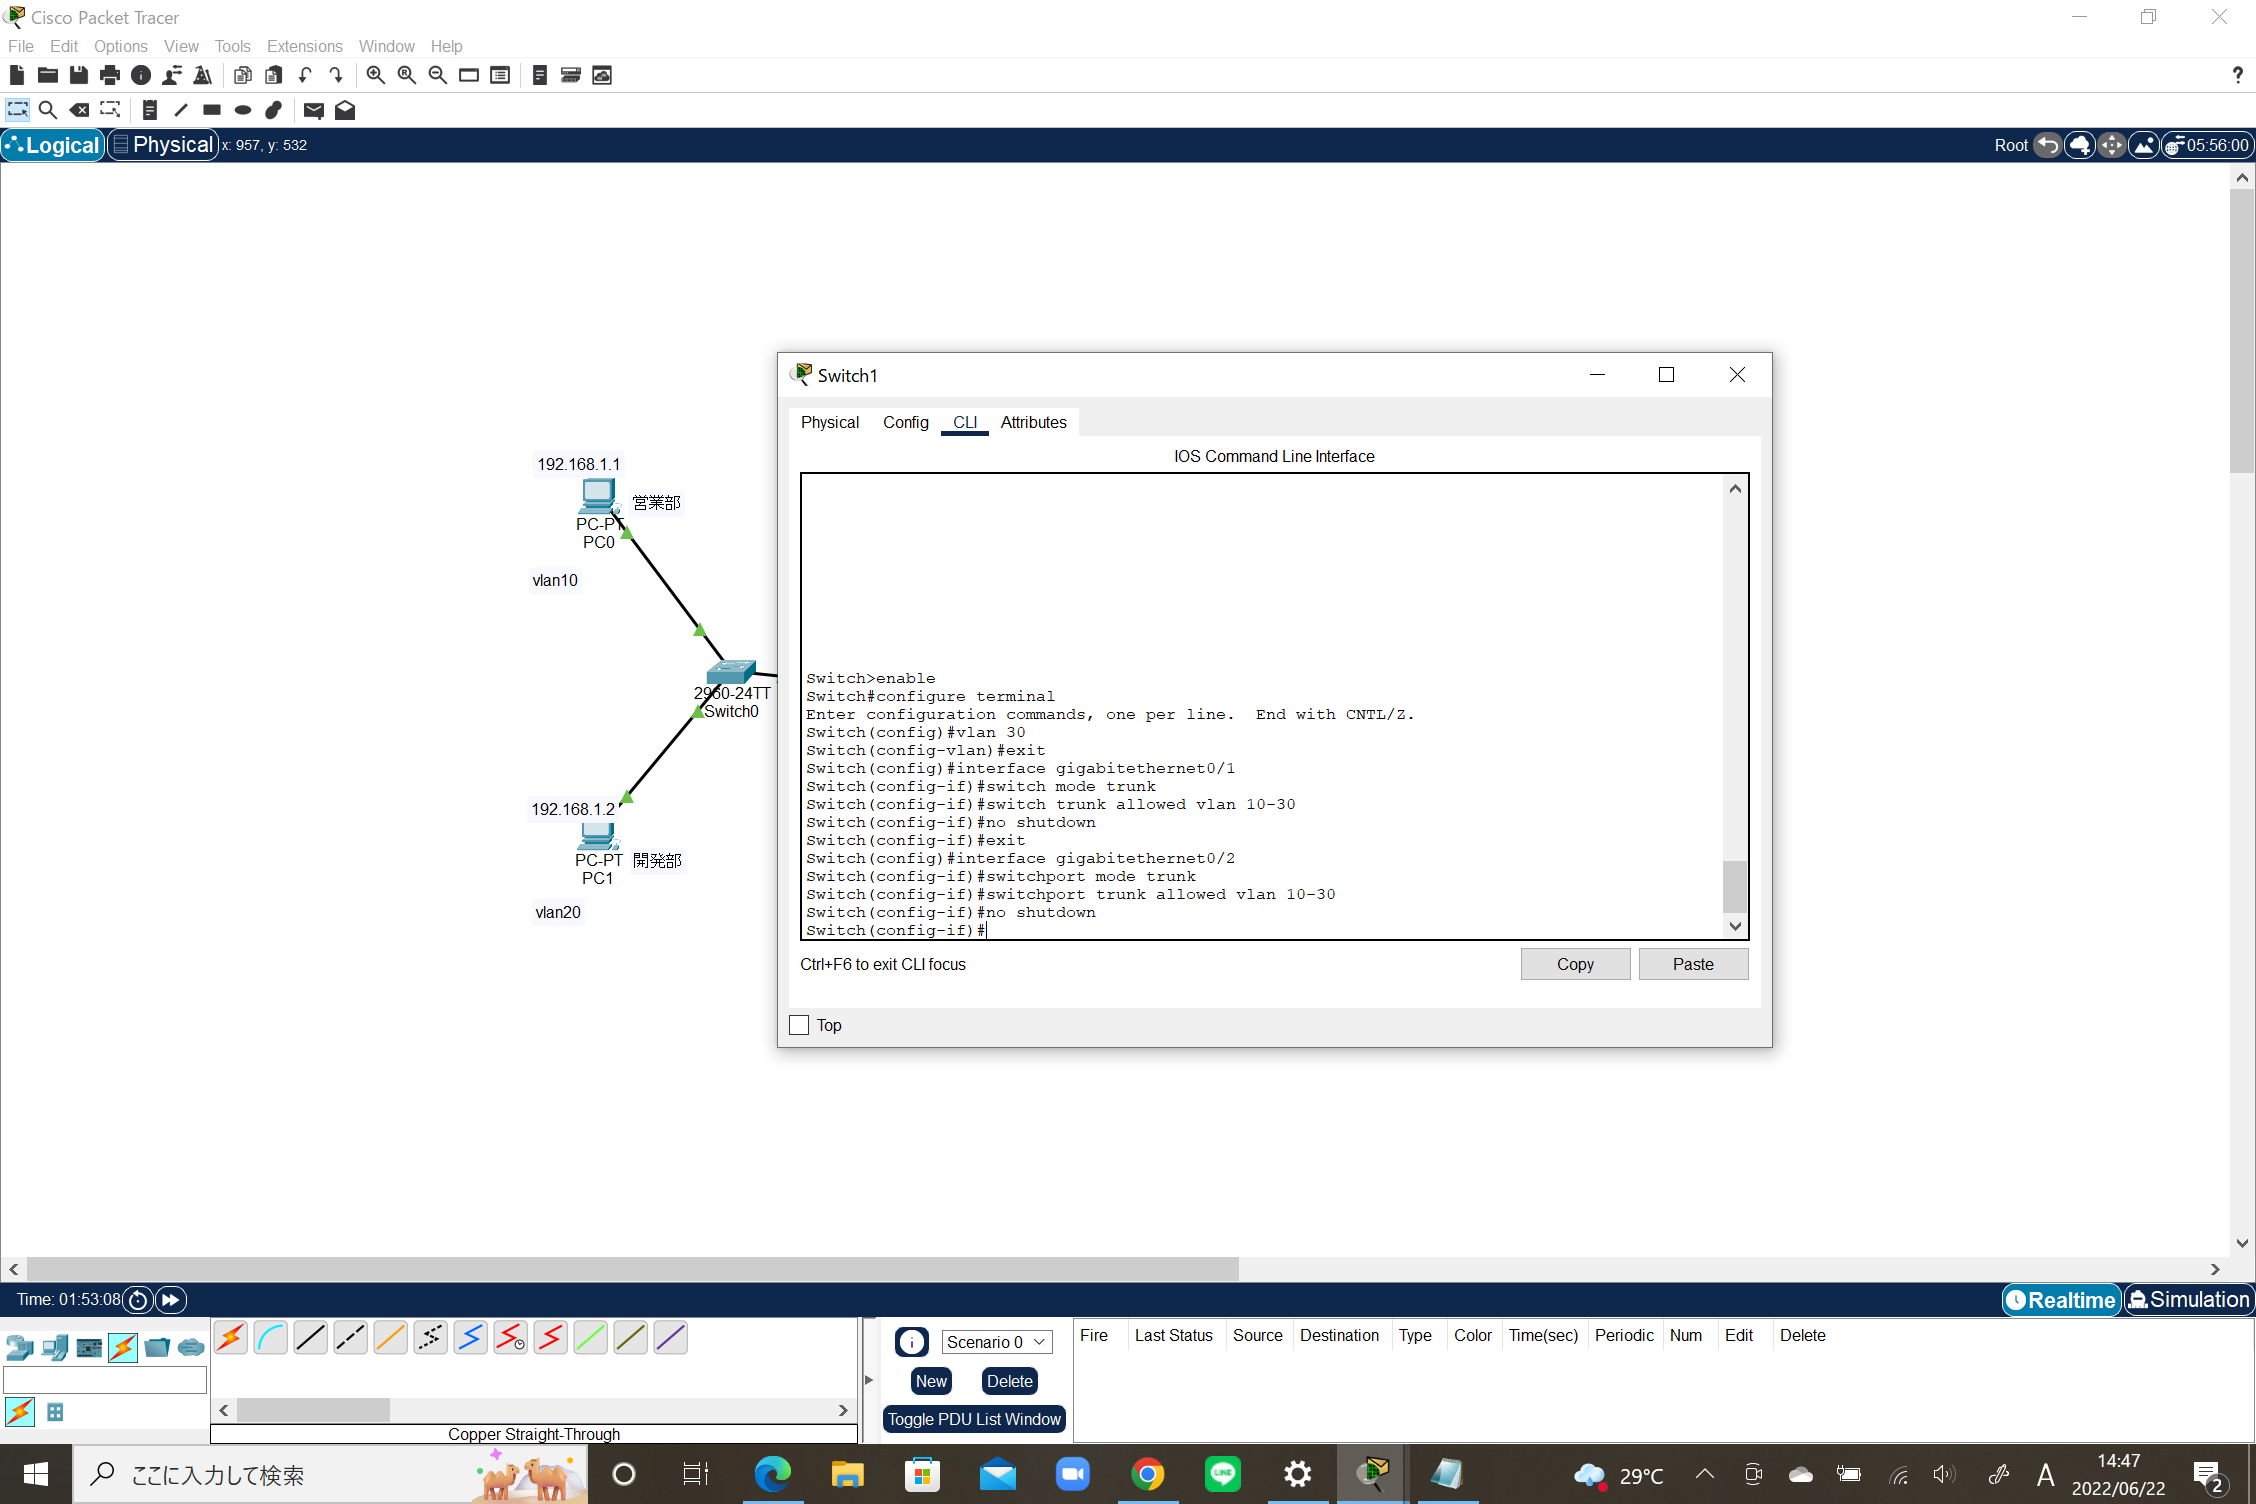 Cisco Packet Tracer
File Edit Options View Tools Extensions Window Help
?
Logical Physical x: 957, y: 532 Root 05:56:00
Switch1
Physical Config CLI Attributes
IOS Command Line Interface
Switch>enable
Switch#configure terminal
Enter configuration commands, one per line.  End with CNTL/Z.
Switch(config)#vlan 30
Switch(config-vlan)#exit
Switch(config)#interface gigabitethernet0/1
Switch(config-if)#switch mode trunk
Switch(config-if)#switch trunk allowed vlan 10-30
Switch(config-if)#no shutdown
Switch(config-if)#exit
Switch(config)#interface gigabitethernet0/2
Switch(config-if)#switchport mode trunk
Switch(config-if)#switchport trunk allowed vlan 10-30
Switch(config-if)#no shutdown
Switch(config-if)#
Ctrl+F6 to exit CLI focus
Copy Paste
Top
192.168.1.1
営業部
PC-PT
PC0
vlan10
2960-24TT
Switch0
192.168.1.2
PC-PT 開発部
PC1
vlan20
Time: 01:53:08 Realtime Simulation
Scenario 0
New Delete
Toggle PDU List Window
Fire Last Status Source Destination Type Color Time(sec) Periodic Num Edit Delete
Copper Straight-Through
ここに入力して検索
LINE
29°C
A
14:47
2022/06/22
2